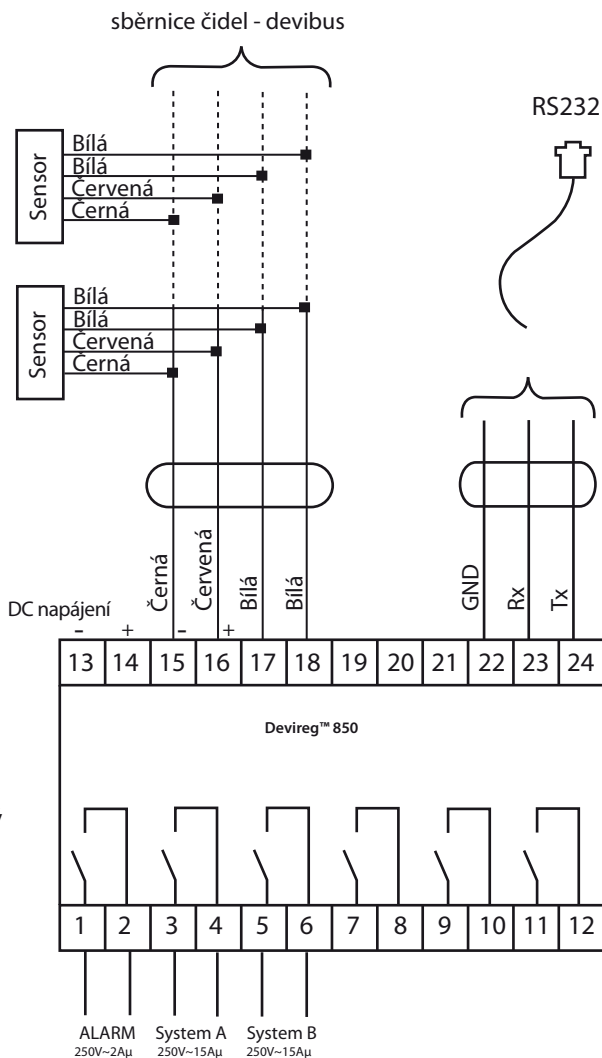 sběrnice čidel - devibus
RS232
Sensor
Bílá
Bílá
Červená
Černá
Sensor
Bílá
Bílá
Červená
Černá
Černá
Červená
Bílá
Bílá
GND
Rx
Tx
DC napájení
- + - +
13 14 15 16 17 18 19 20 21 22 23 24
Devireg™ 850
1 2 3 4 5 6 7 8 9 10 11 12
ALARM System A System B
250V~2Aµ 250V~15Aµ 250V~15Aµ